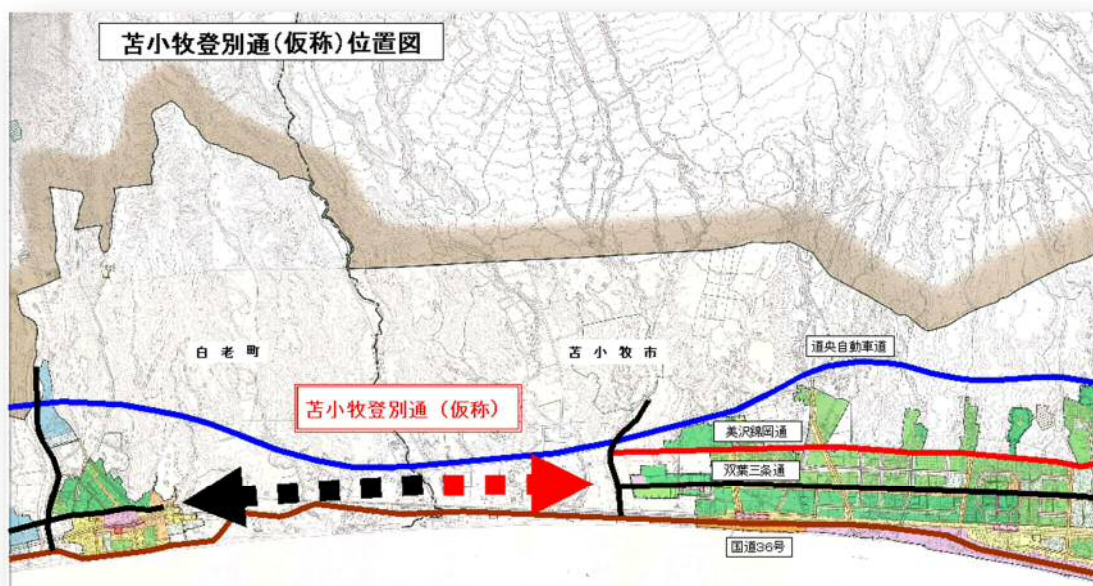 苫小牧登別通(仮称)位置図
白老町
苫小牧市
道央自動車道
苫小牧登別通（仮称）
美沢錦岡通
双葉三条通
国道36号